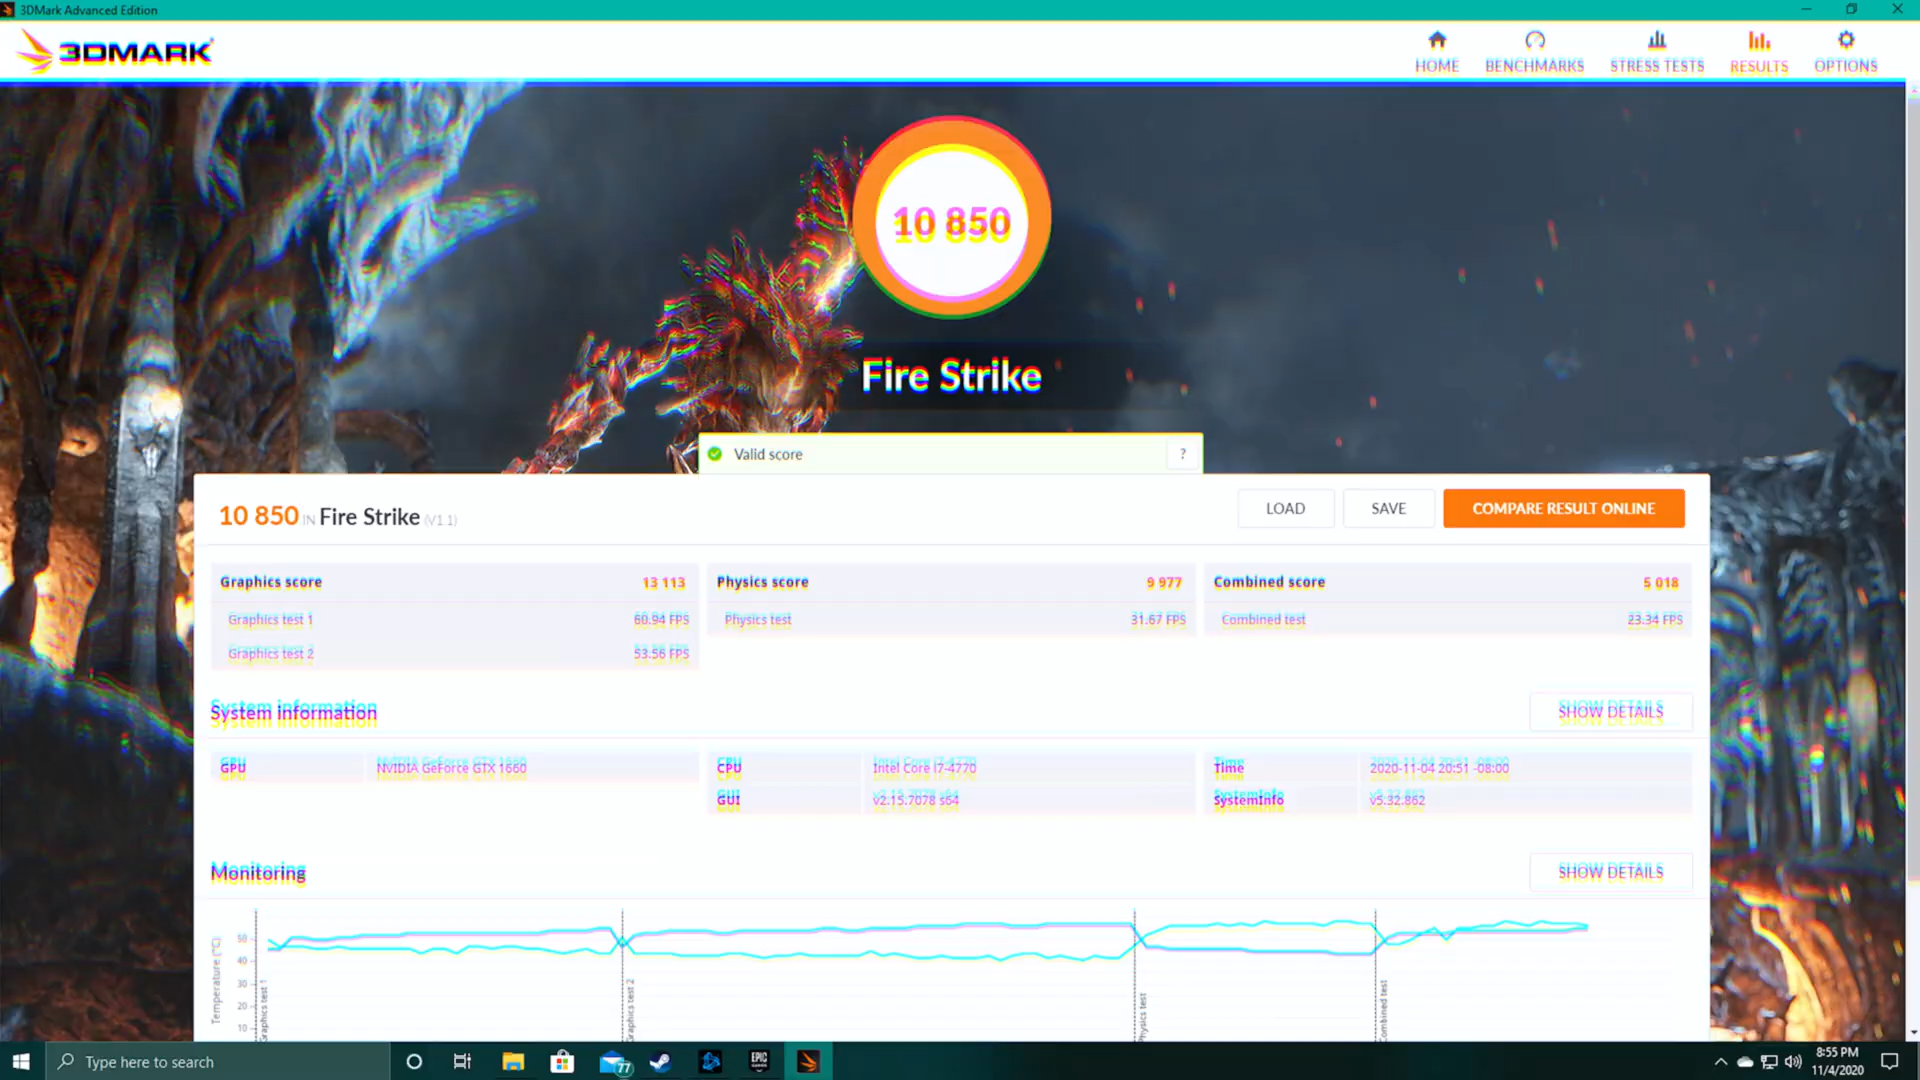 3DMark Advanced Edition
3DMARK
HOME
BENCHMARKS
STRESS TESTS
RESULTS
OPTIONS
10 850
Fire Strike
Valid score
?
10 850 IN Fire Strike (V1.1)
LOAD
SAVE
COMPARE RESULT ONLINE
Graphics score 13 113
Graphics test 1 60.94 FPS
Graphics test 2 53.56 FPS
Physics score 9 977
Physics test 31.67 FPS
Combined score 5 018
Combined test 23.34 FPS
System information
SHOW DETAILS
GPU NVIDIA GeForce GTX 1660
CPU Intel Core i7-4770
GUI v2.15.7078 s64
Time 2020-11-04 20:51 -08:00
SystemInfo v5.32.862
Monitoring
SHOW DETAILS
Temperature (°C)
50
40
30
20
10
Graphics test 1
Graphics test 2
Physics test
Combined test
Type here to search
77
EPIC
GAMES
8:55 PM
11/4/2020